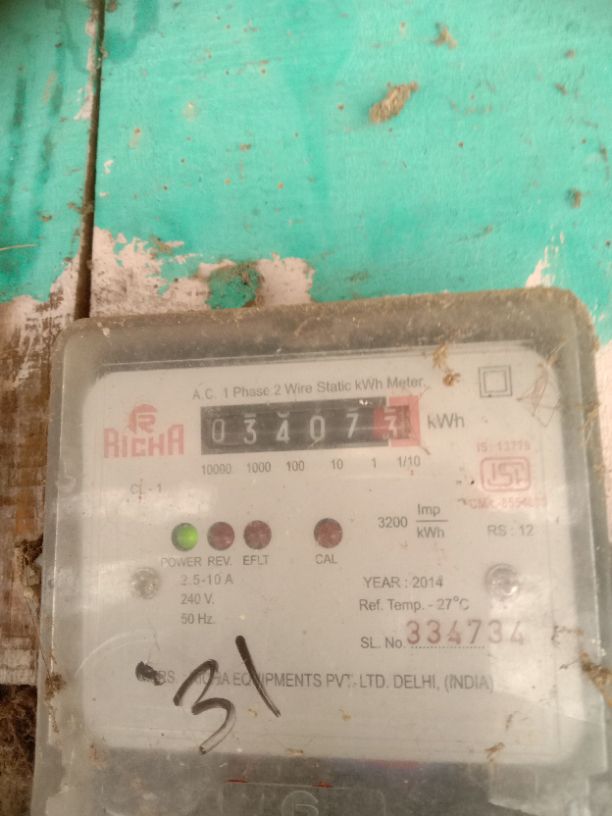 A.C. 1 Phase 2 Wire Static kWh Meter.
RICHA
034073 kWh
10000 1000 100 10 1 1/10
IS: 13779
ISI
CL - 1
3200 Imp/kWh
RS : 12
POWER REV. EFLT CAL
2.5-10 A
240 V.
50 Hz.
YEAR : 2014
Ref. Temp. - 27°C
SL. No. 334734
RICHA EQUIPMENTS PVT. LTD. DELHI, (INDIA)
31